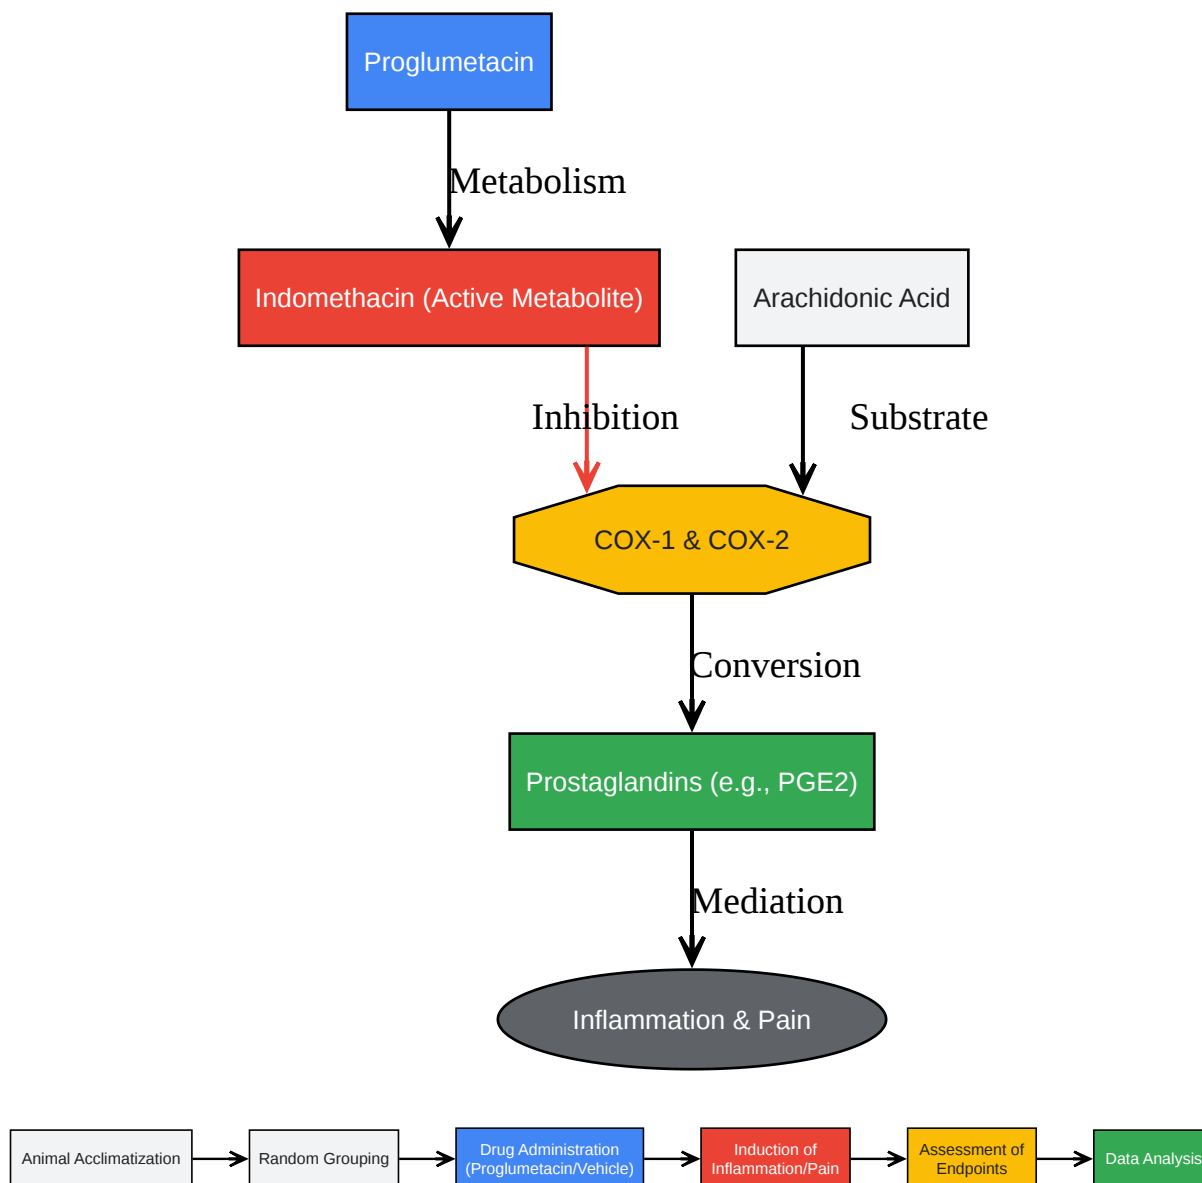 Proglumetacin
Metabolism
Indomethacin (Active Metabolite)
Arachidonic Acid
Inhibition
Substrate
COX-1 & COX-2
Conversion
Prostaglandins (e.g., PGE2)
Mediation
Inflammation & Pain
Animal Acclimatization
Random Grouping
Drug Administration
(Proglumetacin/Vehicle)
Induction of
Inflammation/Pain
Assessment of
Endpoints
Data Analysis